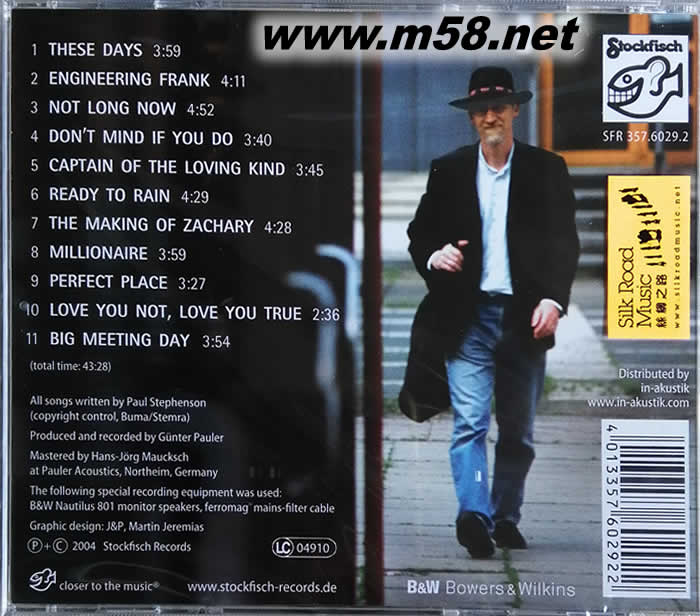 www.m58.net
1 THESE DAYS 3:59
2 ENGINEERING FRANK 4:11
3 NOT LONG NOW 4:52
4 DON'T MIND IF YOU DO 3:40
5 CAPTAIN OF THE LOVING KIND 3:45
6 READY TO RAIN 4:29
7 THE MAKING OF ZACHARY 4:28
8 MILLIONAIRE 3:59
9 PERFECT PLACE 3:27
10 LOVE YOU NOT, LOVE YOU TRUE 2:36
11 BIG MEETING DAY 3:54
(total time: 43:28)
All songs written by Paul Stephenson
(copyright control, Buma/Stemra)
Produced and recorded by Günter Pauler
Mastered by Hans-Jörg Maucksch
at Pauler Acoustics, Northeim, Germany
The following special recording equipment was used:
B&W Nautilus 801 monitor speakers, ferromag™ mains-filter cable
Graphic design: J&P, Martin Jeremias
℗ + © 2004 Stockfisch Records
LC 04910
closer to the music®
www.stockfisch-records.de
Stockfisch
SFR 357.6029.2
Silk Road
Music
絲綢之路
www.silkroadmusic.net
Distributed by
in-akustik
www.in-akustik.com
4 013357 602922
B&W Bowers & Wilkins